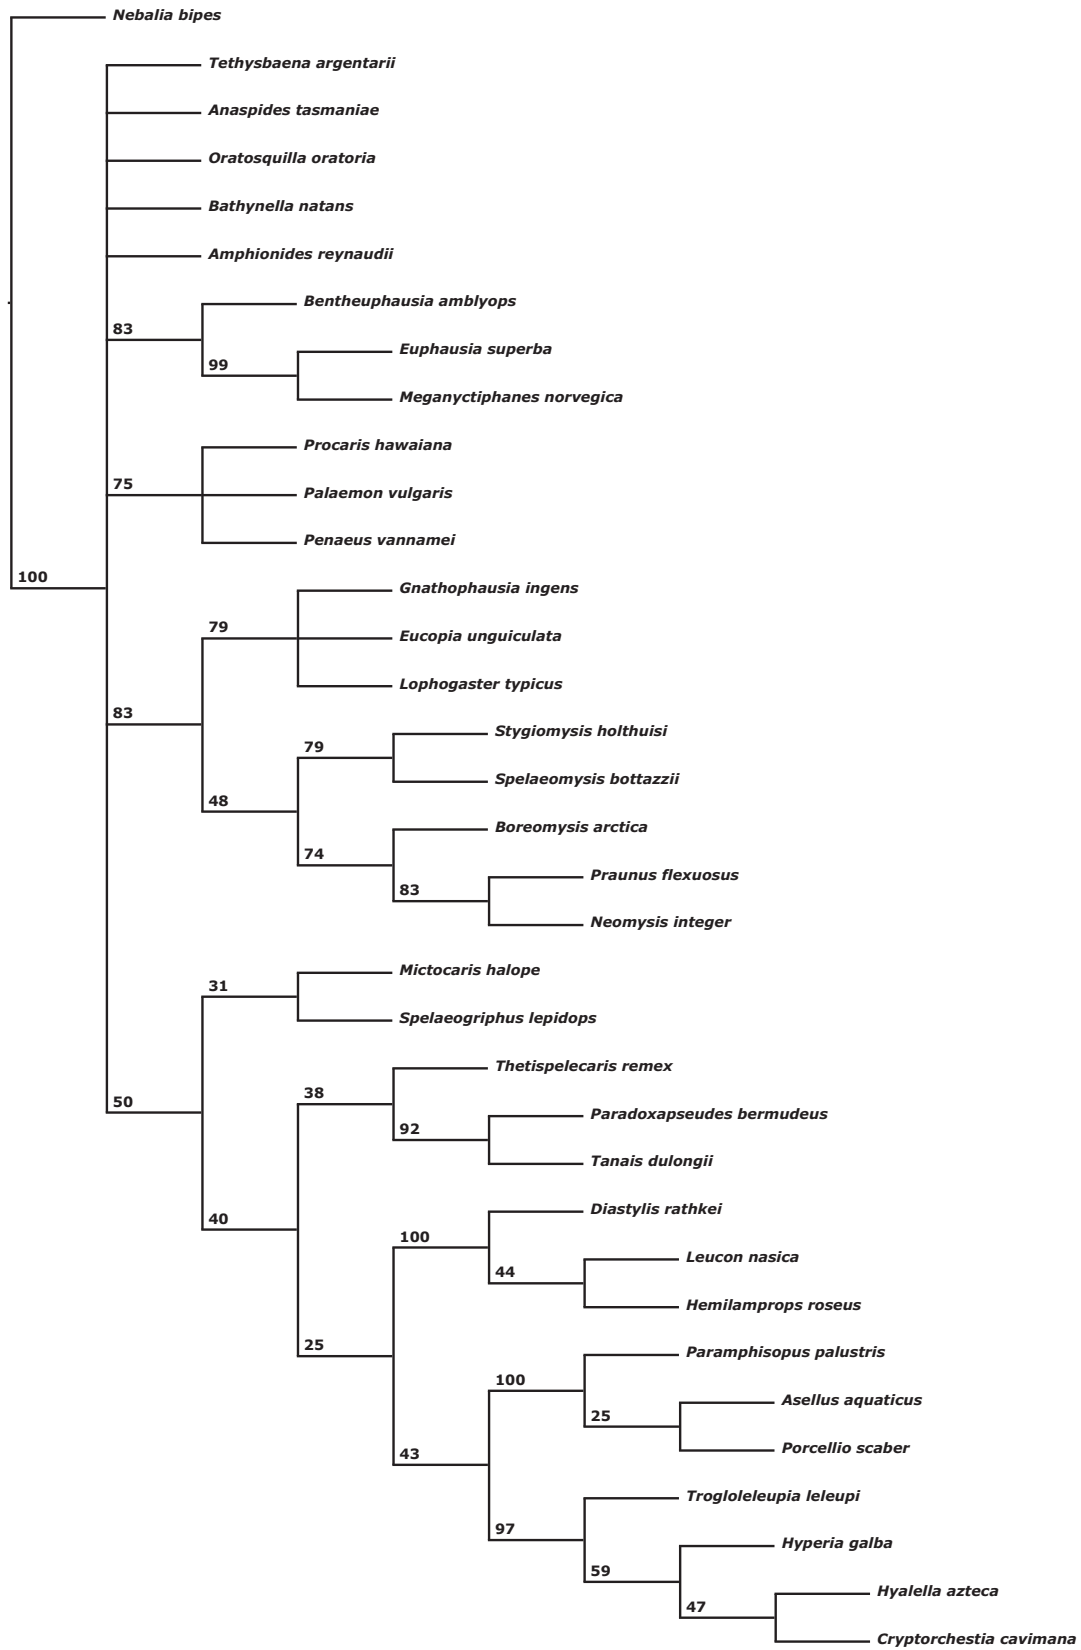 Nebalia bipes
Tethysbaena argentarii
Anaspides tasmaniae
Oratosquilla oratoria
Bathynella natans
Amphionides reynaudii
Bentheuphausia amblyops
83
Euphausia superba
99
Meganyctiphanes norvegica
Procaris hawaiana
75
Palaemon vulgaris
Penaeus vannamei
100
Gnathophausia ingens
79
Eucopia unguiculata
Lophogaster typicus
83
Stygiomysis holthuisi
79
Spelaeomysis bottazzii
48
Boreomysis arctica
74
Praunus flexuosus
83
Neomysis integer
Mictocaris halope
31
Spelaeogriphus lepidops
Thetispelecaris remex
38
50
Paradoxapseudes bermudeus
92
Tanais dulongii
Diastylis rathkei
40
100
Leucon nasica
44
Hemilamprops roseus
25
Paramphisopus palustris
100
Asellus aquaticus
25
Porcellio scaber
43
Trogloleleupia leleupi
97
Hyperia galba
59
Hyalella azteca
47
Cryptorchestia cavimana